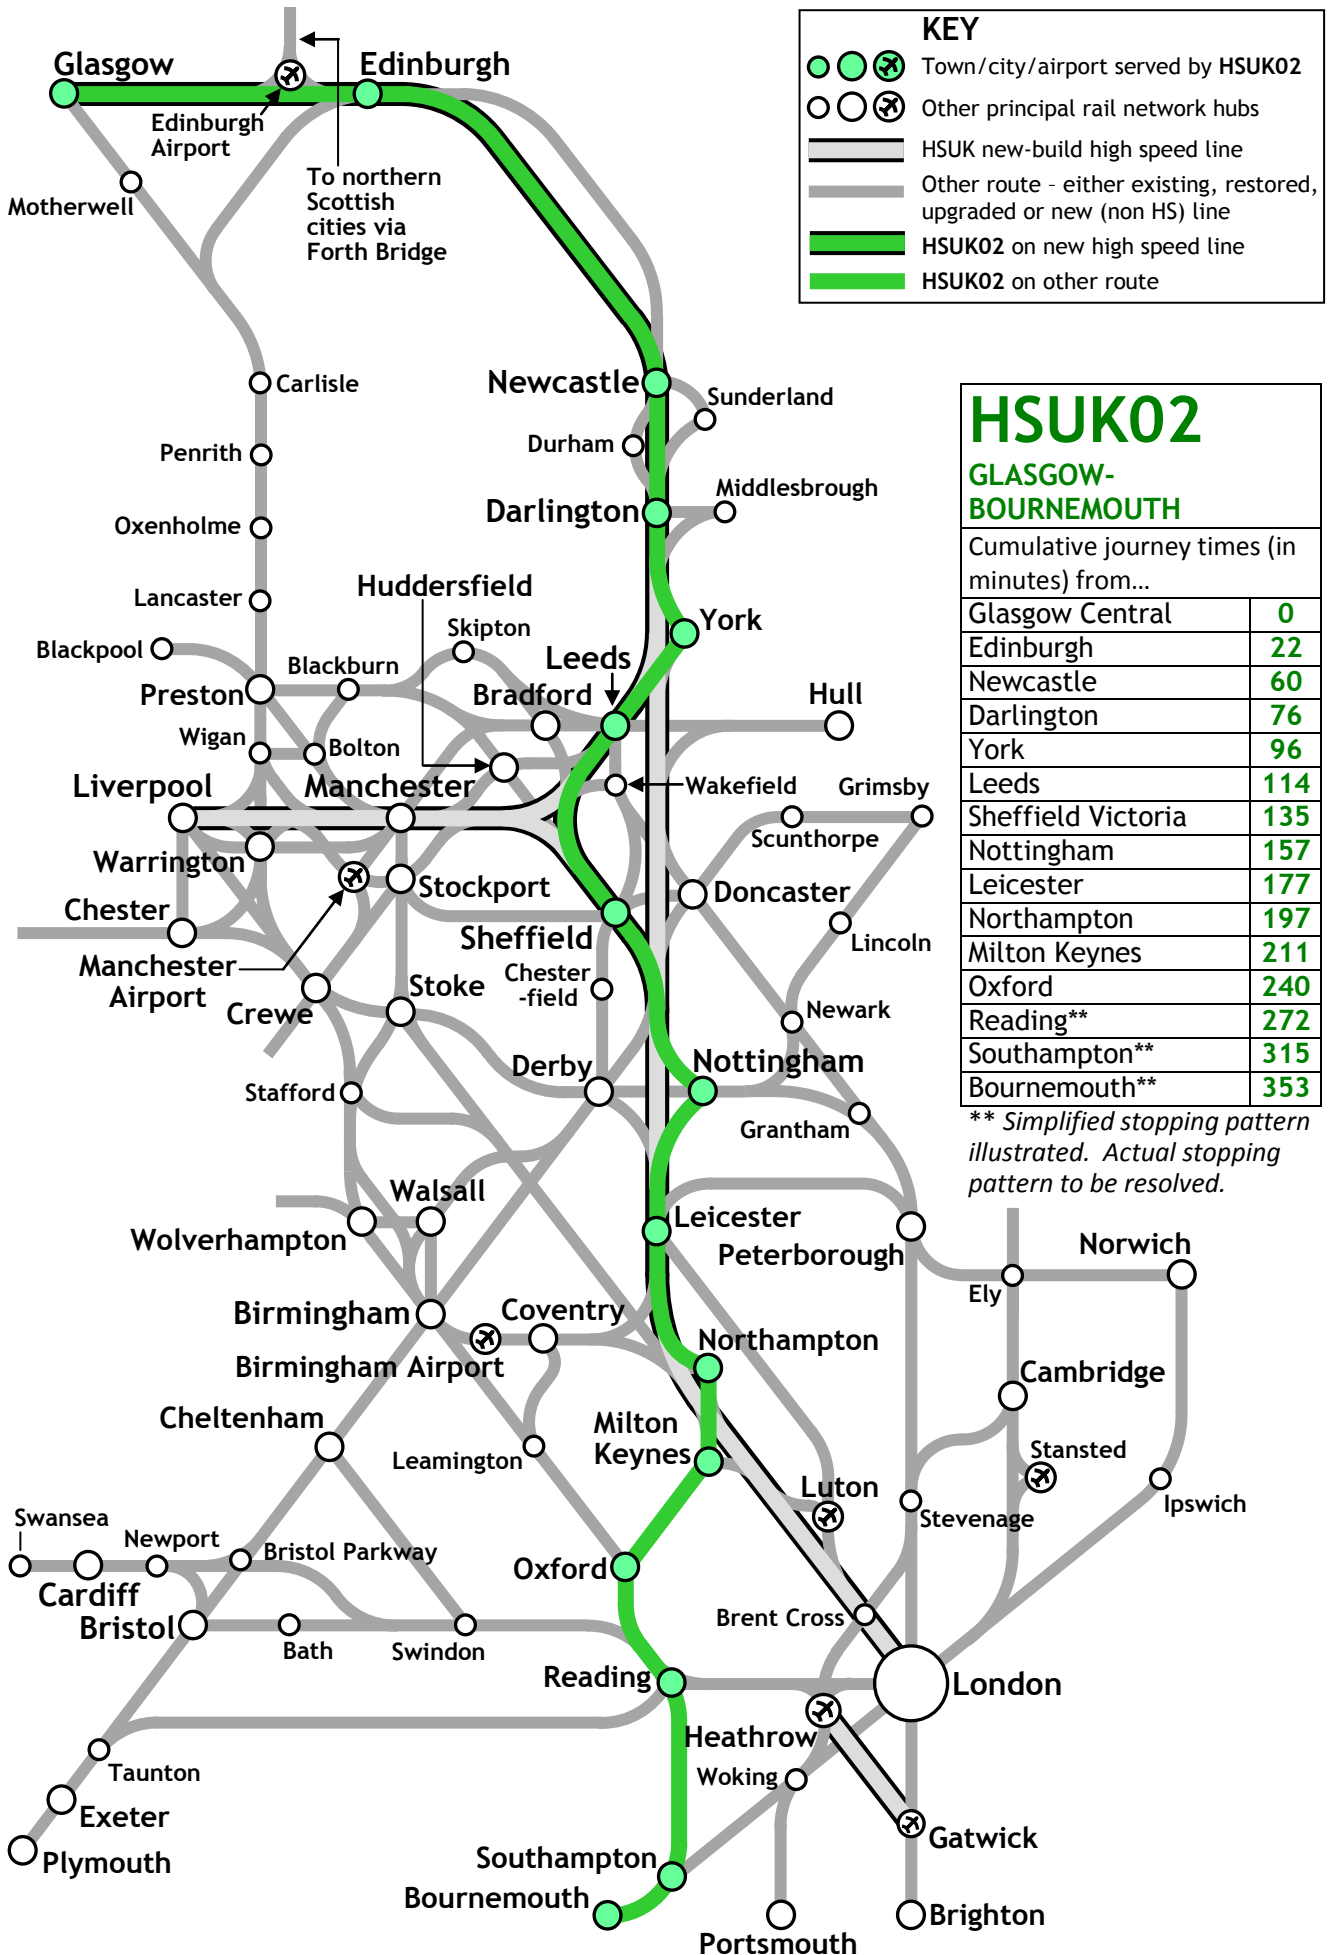 KEY
Town/city/airport served by HSUK02
Other principal rail network hubs
HSUK new-build high speed line
Other route - either existing, restored,
upgraded or new (non HS) line
HSUK02 on new high speed line
HSUK02 on other route
Glasgow
Edinburgh
Edinburgh
Airport
To northern
Scottish
cities via
Forth Bridge
Motherwell
Carlisle
Newcastle
Sunderland
Durham
Penrith
Middlesbrough
Darlington
Oxenholme
Huddersfield
Lancaster
York
Skipton
Blackpool
Leeds
Blackburn
Preston
Bradford
Hull
Wigan
Bolton
Liverpool
Manchester
Wakefield
Grimsby
Scunthorpe
Warrington
Stockport
Doncaster
Chester
Sheffield
Lincoln
Manchester
Airport
Chester
-field
Crewe
Stoke
Newark
Nottingham
Derby
Stafford
Grantham
Walsall
Wolverhampton
Leicester
Peterborough
Norwich
Ely
Birmingham
Coventry
Northampton
Birmingham Airport
Cambridge
Cheltenham
Milton
Keynes
Leamington
Stansted
Luton
Ipswich
Stevenage
Swansea
Newport
Bristol Parkway
Cardiff
Oxford
Bristol
Brent Cross
Bath
Swindon
Reading
London
Heathrow
Woking
Taunton
Exeter
Gatwick
Plymouth
Southampton
Bournemouth
Brighton
Portsmouth
HSUK02
GLASGOW-
BOURNEMOUTH
Cumulative journey times (in
minutes) from…
Glasgow Central 0
Edinburgh 22
Newcastle 60
Darlington 76
York 96
Leeds 114
Sheffield Victoria 135
Nottingham 157
Leicester 177
Northampton 197
Milton Keynes 211
Oxford 240
Reading** 272
Southampton** 315
Bournemouth** 353
** Simplified stopping pattern
illustrated. Actual stopping
pattern to be resolved.